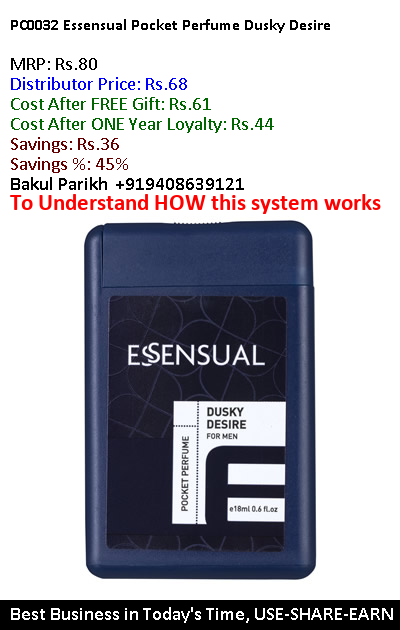 PC0032 Essensual Pocket Perfume Dusky Desire
MRP: Rs.80
Distributor Price: Rs.68
Cost After FREE Gift: Rs.61
Cost After ONE Year Loyalty: Rs.44
Savings: Rs.36
Savings %: 45%
Bakul Parikh +919408639121
To Understand HOW this system works
ESSENSUAL
DUSKY
DESIRE
FOR MEN
POCKET PERFUME
e18ml 0.6 fl.oz
Best Business in Today's Time, USE-SHARE-EARN